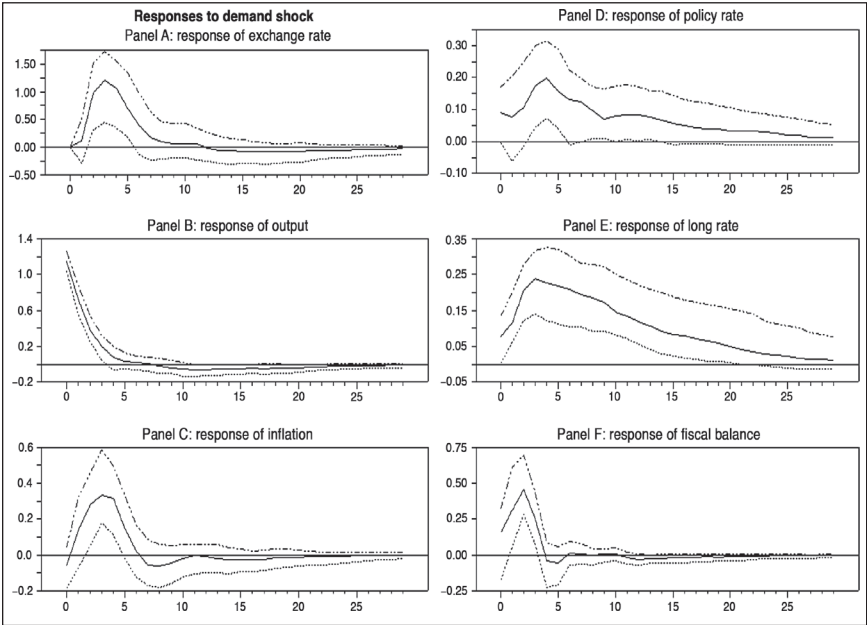 Responses to demand shock
Panel A: response of exchange rate
1.50
1.00
0.50
0.00
−0.50
0 5 10 15 20 25
Panel B: response of output
1.4
1.0
0.6
0.2
−0.2
0 5 10 15 20 25
Panel C: response of inflation
0.6
0.4
0.2
0.0
−0.2
0 5 10 15 20 25
Panel D: response of policy rate
0.30
0.20
0.10
0.00
−0.10
0 5 10 15 20 25
Panel E: response of long rate
0.35
0.25
0.15
0.05
−0.05
0 5 10 15 20 25
Panel F: response of fiscal balance
0.75
0.50
0.25
0.00
−0.25
0 5 10 15 20 25